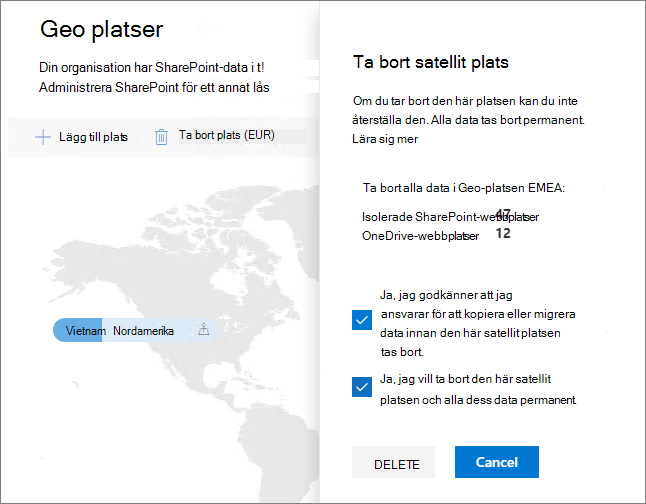 Geo platser
Din organisation har SharePoint-data i t!
Administrera SharePoint för ett annat lås
Lägg till plats
Ta bort plats (EUR)
Vietnam Nordamerika
Ta bort satellit plats
Om du tar bort den här platsen kan du inte
återställa den. Alla data tas bort permanent.
Lära sig mer
Ta bort alla data i Geo-platsen EMEA:
Isolerade SharePoint-webbplatser 47
OneDrive-webbplatser 12
Ja, jag godkänner att jag
ansvarar för att kopiera eller migrera
data innan den här satellit platsen
tas bort.
Ja, jag vill ta bort den här satellit
platsen och alla dess data permanent.
DELETE
Cancel